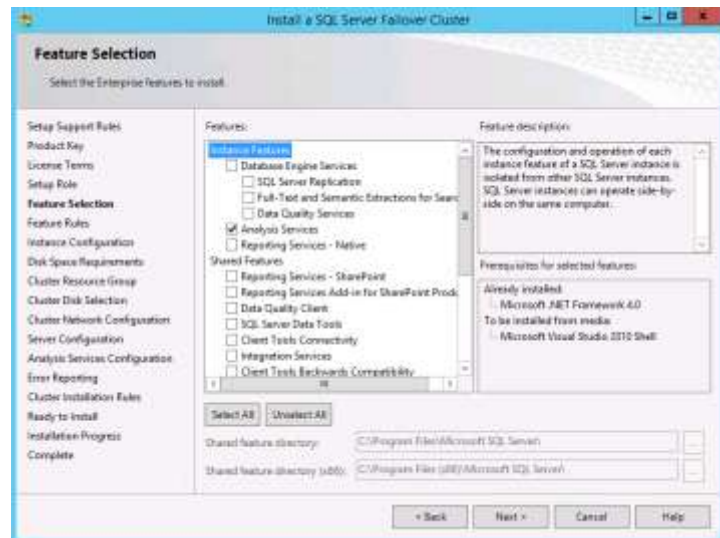 Install a SQL Server Failover Cluster
Feature Selection
Select the Enterprise features to install.
Setup Support Rules
Product Key
License Terms
Setup Role
Feature Selection
Feature Rules
Instance Configuration
Disk Space Requirements
Cluster Resource Group
Cluster Disk Selection
Cluster Network Configuration
Server Configuration
Analysis Services Configuration
Error Reporting
Cluster Installation Rules
Ready to Install
Installation Progress
Complete
Features:
Instance Features
Database Engine Services
SQL Server Replication
Full-Text and Semantic Extractions for Searc
Data Quality Services
Analysis Services
Reporting Services - Native
Shared Features
Reporting Services - SharePoint
Reporting Services Add-in for SharePoint Produ
Data Quality Client
SQL Server Data Tools
Client Tools Connectivity
Integration Services
Client Tools Backwards Compatibility
Select All
Unselect All
Feature description:
The configuration and operation of each
instance feature of a SQL Server instance is
isolated from other SQL Server instances.
SQL Server instances can operate side-by-
side on the same computer.
Prerequisites for selected features:
Already installed:
Microsoft .NET Framework 4.0
To be installed from media:
Microsoft Visual Studio 2010 Shell
Shared feature directory: C:\Program Files\Microsoft SQL Server\ ...
Shared feature directory (x86): C:\Program Files (x86)\Microsoft SQL Server\ ...
< Back
Next >
Cancel
Help